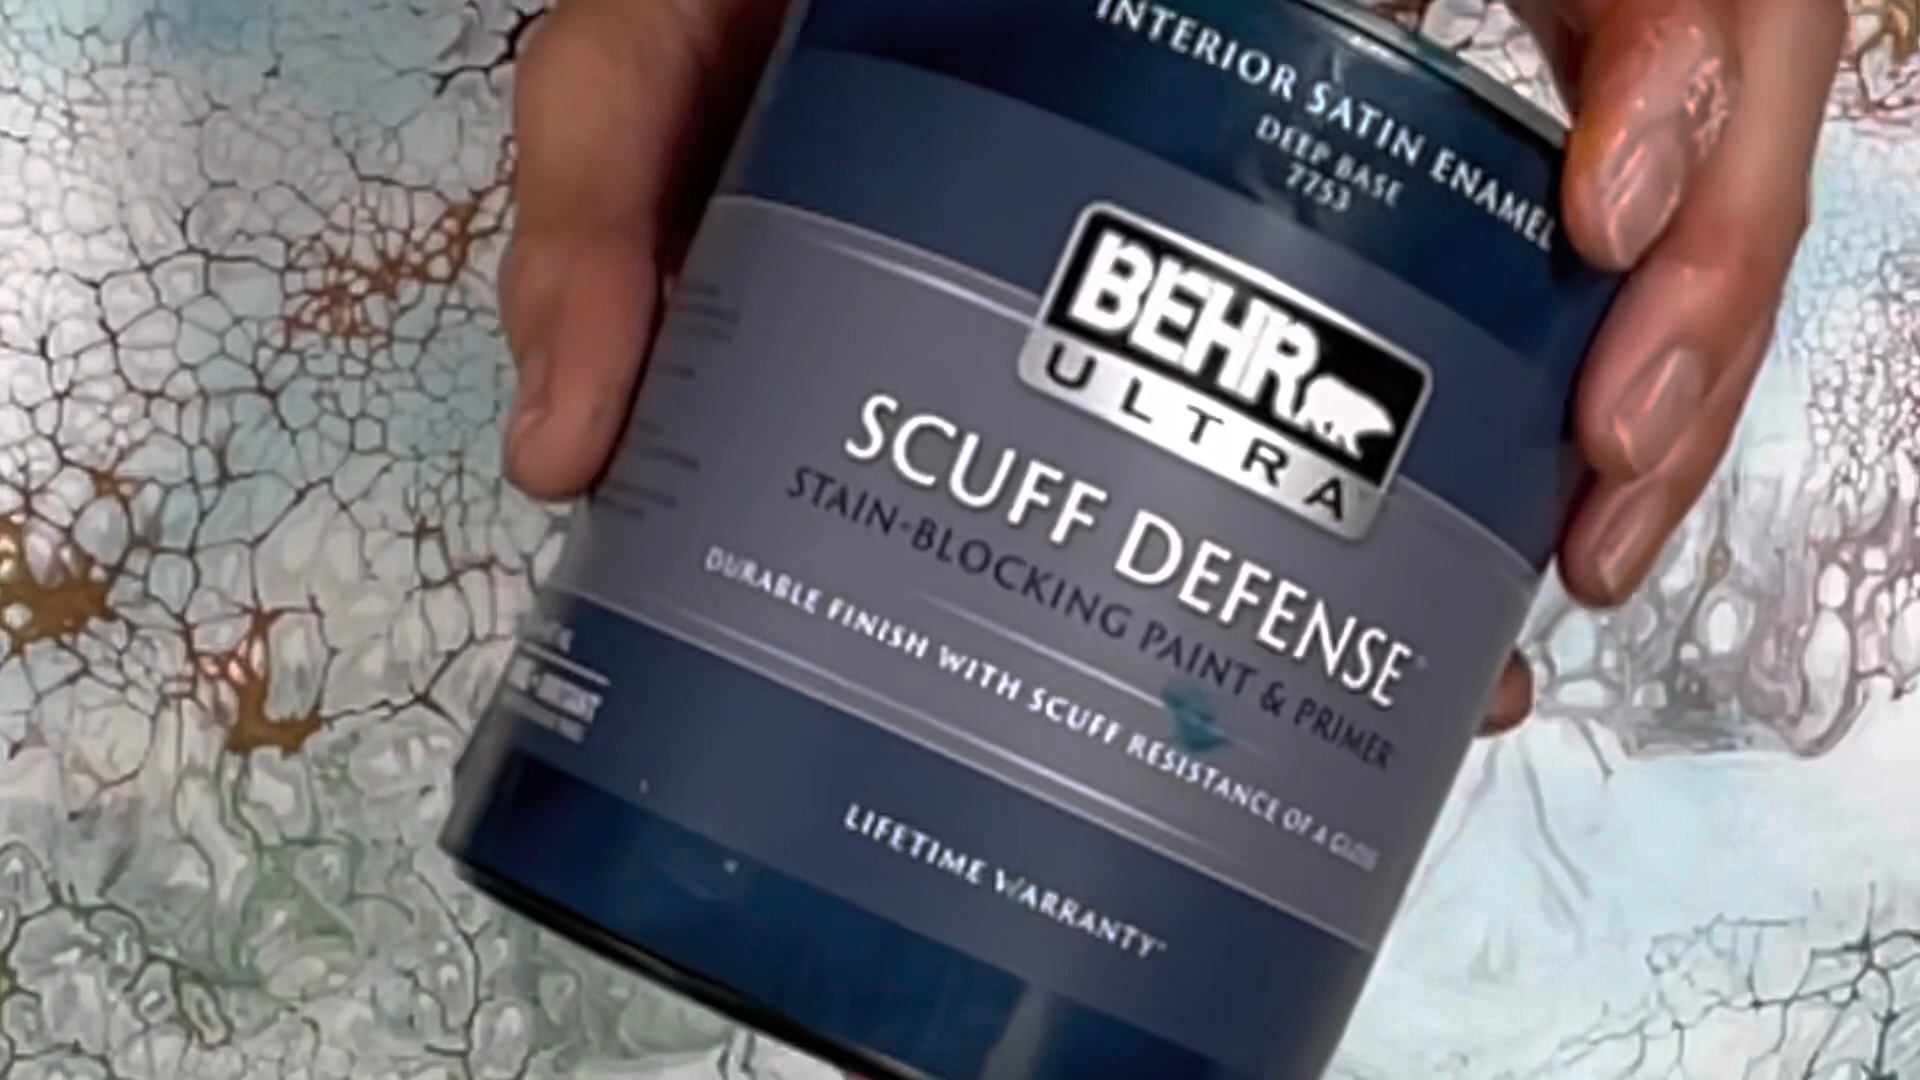 INTERIOR SATIN ENAMEL
DEEP BASE
7753
BEHR
ULTRA
SCUFF DEFENSE
STAIN-BLOCKING PAINT & PRIMER
DURABLE FINISH WITH SCUFF RESISTANCE OF A GLOSS
LIFETIME WARRANTY